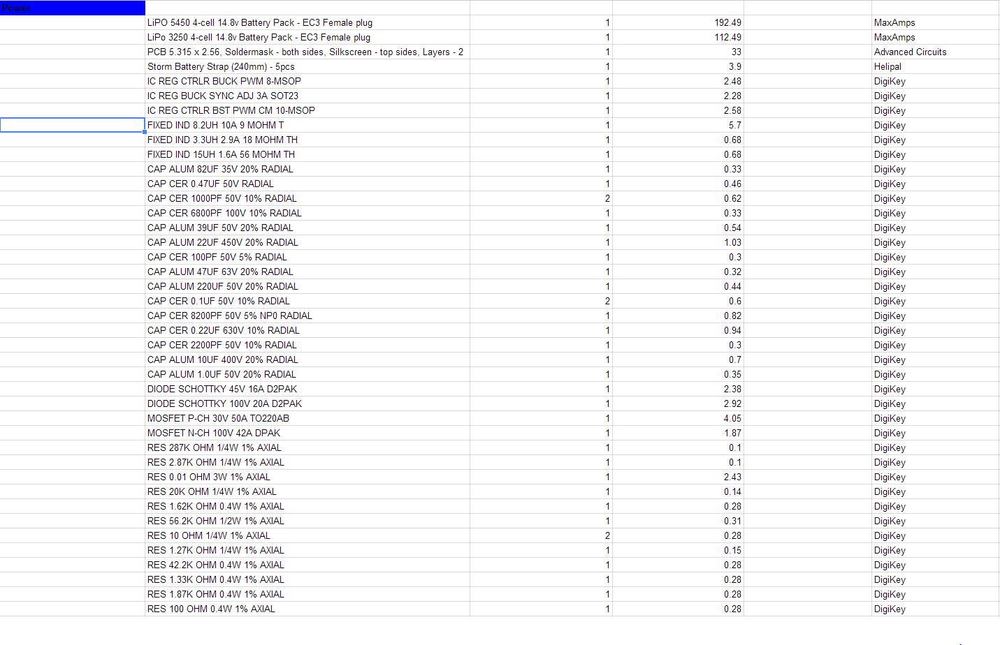 Power
LiPO 5450 4-cell 14.8v Battery Pack - EC3 Female plug 1 192.49 MaxAmps
LiPo 3250 4-cell 14.8v Battery Pack - EC3 Female plug 1 112.49 MaxAmps
PCB 5.315 x 2.56, Soldermask - both sides, Silkscreen - top sides, Layers - 2 1 33 Advanced Circuits
Storm Battery Strap (240mm) - 5pcs 1 3.9 Helipal
IC REG CTRLR BUCK PWM 8-MSOP 1 2.48 DigiKey
IC REG BUCK SYNC ADJ 3A SOT23 1 2.28 DigiKey
IC REG CTRLR BST PWM CM 10-MSOP 1 2.58 DigiKey
FIXED IND 8.2UH 10A 9 MOHM T 1 5.7 DigiKey
FIXED IND 3.3UH 2.9A 18 MOHM TH 1 0.68 DigiKey
FIXED IND 15UH 1.6A 56 MOHM TH 1 0.68 DigiKey
CAP ALUM 82UF 35V 20% RADIAL 1 0.33 DigiKey
CAP CER 0.47UF 50V RADIAL 1 0.46 DigiKey
CAP CER 1000PF 50V 10% RADIAL 2 0.62 DigiKey
CAP CER 6800PF 100V 10% RADIAL 1 0.33 DigiKey
CAP ALUM 39UF 50V 20% RADIAL 1 0.54 DigiKey
CAP ALUM 22UF 450V 20% RADIAL 1 1.03 DigiKey
CAP CER 100PF 50V 5% RADIAL 1 0.3 DigiKey
CAP ALUM 47UF 63V 20% RADIAL 1 0.32 DigiKey
CAP ALUM 220UF 50V 20% RADIAL 1 0.44 DigiKey
CAP CER 0.1UF 50V 10% RADIAL 2 0.6 DigiKey
CAP CER 8200PF 50V 5% NP0 RADIAL 1 0.82 DigiKey
CAP CER 0.22UF 630V 10% RADIAL 1 0.94 DigiKey
CAP CER 2200PF 50V 10% RADIAL 1 0.3 DigiKey
CAP ALUM 10UF 400V 20% RADIAL 1 0.7 DigiKey
CAP ALUM 1.0UF 50V 20% RADIAL 1 0.35 DigiKey
DIODE SCHOTTKY 45V 16A D2PAK 1 2.38 DigiKey
DIODE SCHOTTKY 100V 20A D2PAK 1 2.92 DigiKey
MOSFET P-CH 30V 50A TO220AB 1 4.05 DigiKey
MOSFET N-CH 100V 42A DPAK 1 1.87 DigiKey
RES 287K OHM 1/4W 1% AXIAL 1 0.1 DigiKey
RES 2.87K OHM 1/4W 1% AXIAL 1 0.1 DigiKey
RES 0.01 OHM 3W 1% AXIAL 1 2.43 DigiKey
RES 20K OHM 1/4W 1% AXIAL 1 0.14 DigiKey
RES 1.62K OHM 0.4W 1% AXIAL 1 0.28 DigiKey
RES 56.2K OHM 1/2W 1% AXIAL 1 0.31 DigiKey
RES 10 OHM 1/4W 1% AXIAL 2 0.28 DigiKey
RES 1.27K OHM 1/4W 1% AXIAL 1 0.15 DigiKey
RES 42.2K OHM 0.4W 1% AXIAL 1 0.28 DigiKey
RES 1.33K OHM 0.4W 1% AXIAL 1 0.28 DigiKey
RES 1.87K OHM 0.4W 1% AXIAL 1 0.28 DigiKey
RES 100 OHM 0.4W 1% AXIAL 1 0.28 DigiKey